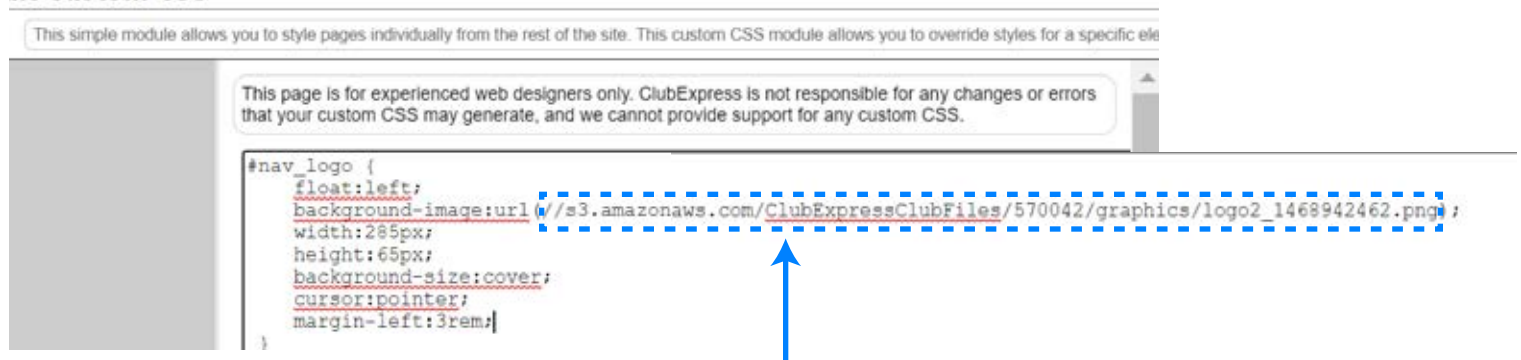 This simple module allows you to style pages individually from the rest of the site. This custom CSS module allows you to override styles for a specific ele
This page is for experienced web designers only. ClubExpress is not responsible for any changes or errors
that your custom CSS may generate, and we cannot provide support for any custom CSS.
#nav_logo {
float:left;
background-image:url(//s3.amazonaws.com/ClubExpressClubFiles/570042/graphics/logo2_1468942462.png);
width:285px;
height:65px;
background-size:cover;
cursor:pointer;
margin-left:3rem;
}